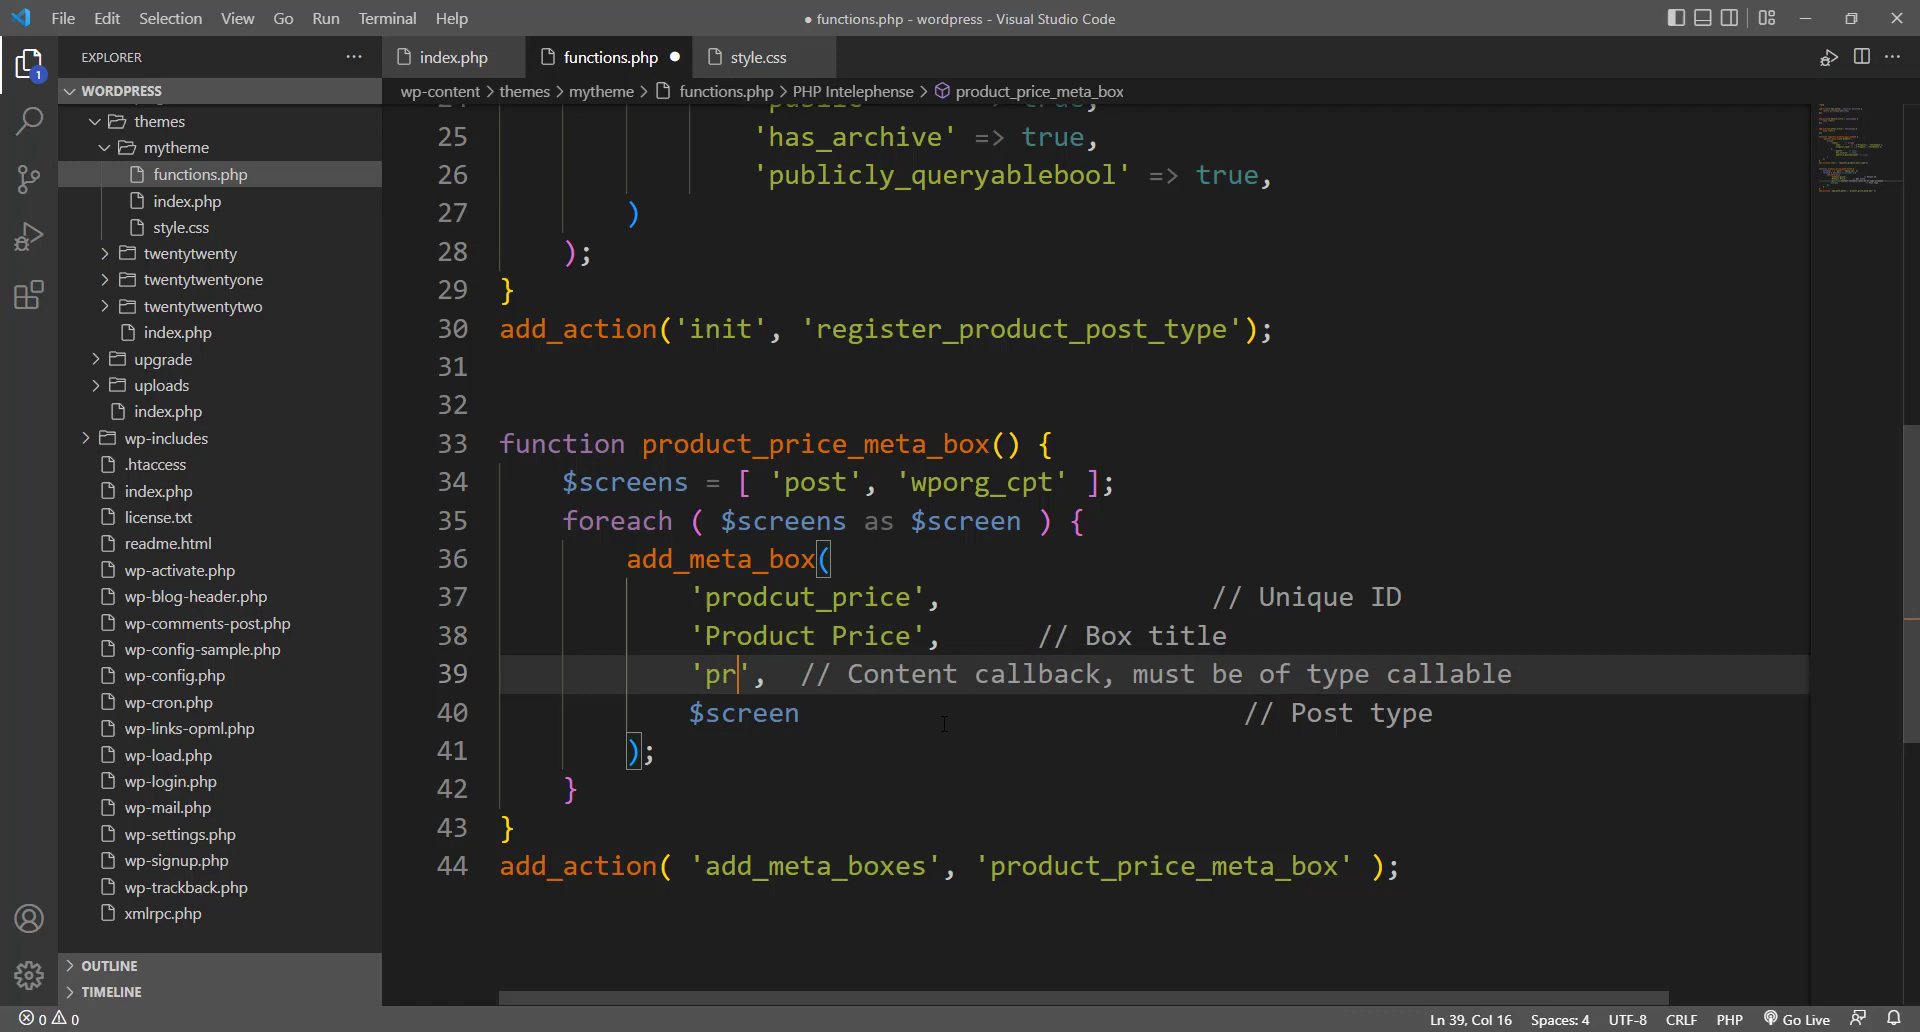 File Edit Selection View Go Run Terminal Help
● functions.php - wordpress - Visual Studio Code
EXPLORER
1
WORDPRESS
themes
mytheme
functions.php
index.php
style.css
twentytwenty
twentytwentyone
twentytwentytwo
index.php
upgrade
uploads
index.php
wp-includes
.htaccess
index.php
license.txt
readme.html
wp-activate.php
wp-blog-header.php
wp-comments-post.php
wp-config-sample.php
wp-config.php
wp-cron.php
wp-links-opml.php
wp-load.php
wp-login.php
wp-mail.php
wp-settings.php
wp-signup.php
wp-trackback.php
xmlrpc.php
OUTLINE
TIMELINE
index.php functions.php style.css
wp-content > themes > mytheme > functions.php > PHP Intelephense > product_price_meta_box
24 'public' => true,
25 'has_archive' => true,
26 'publicly_queryablebool' => true,
27 )
28 );
29 }
30 add_action('init', 'register_product_post_type');
31
32
33 function product_price_meta_box() {
34 $screens = [ 'post', 'wporg_cpt' ];
35 foreach ( $screens as $screen ) {
36 add_meta_box(
37 'prodcut_price', // Unique ID
38 'Product Price', // Box title
39 'pr', // Content callback, must be of type callable
40 $screen // Post type
41 );
42 }
43 }
44 add_action( 'add_meta_boxes', 'product_price_meta_box' );
0 0 Ln 39, Col 16 Spaces: 4 UTF-8 CRLF PHP Go Live